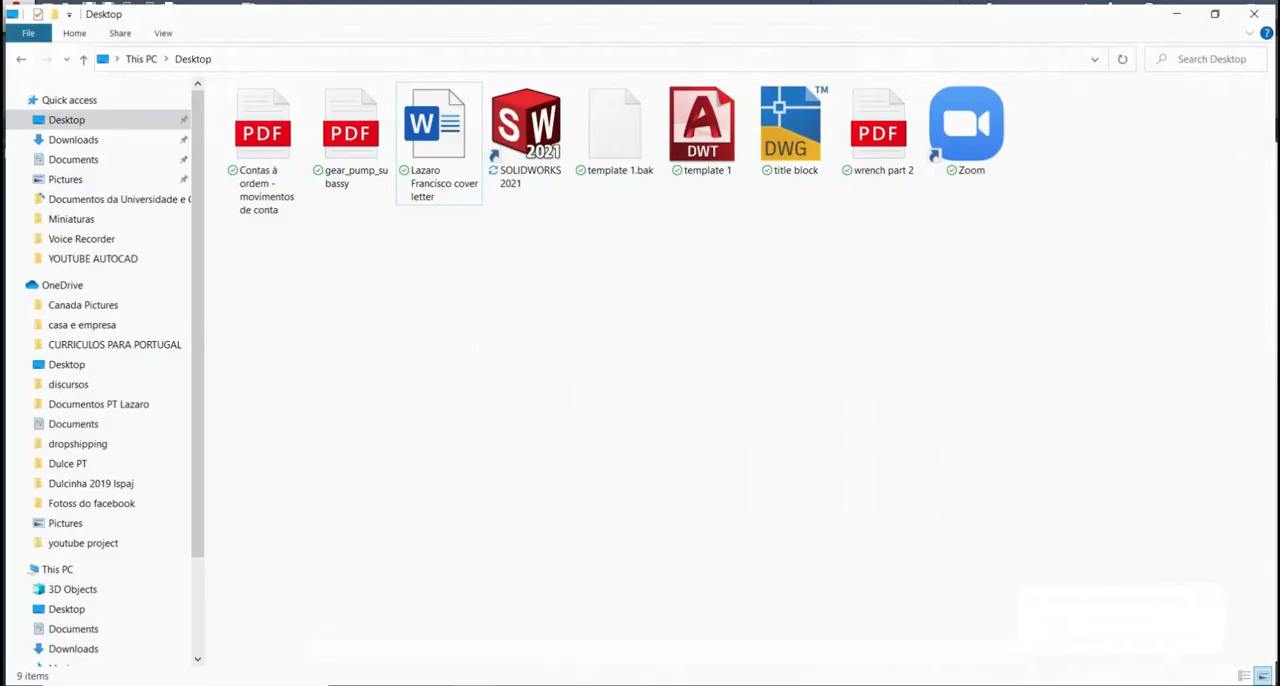 Desktop
File Home Share View
This PC Desktop
Search Desktop
Quick access
Desktop
Downloads
Documents
Pictures
Documentos da Universidade e C
Miniaturas
Voice Recorder
YOUTUBE AUTOCAD
OneDrive
Canada Pictures
casa e empresa
CURRICULOS PARA PORTUGAL
Desktop
discursos
Documentos PT Lazaro
Documents
dropshipping
Dulce PT
Dulcinha 2019 Ispaj
Fotoss do facebook
Pictures
youtube project
This PC
3D Objects
Desktop
Documents
Downloads
PDF
Contas à
ordem -
movimentos
de conta
PDF
gear_pump_su
bassy
W
Lazaro
Francisco cover
letter
SW
2021
SOLIDWORKS
2021
template 1.bak
A
DWT
template 1
TM
DWG
title block
PDF
wrench part 2
Zoom
9 items